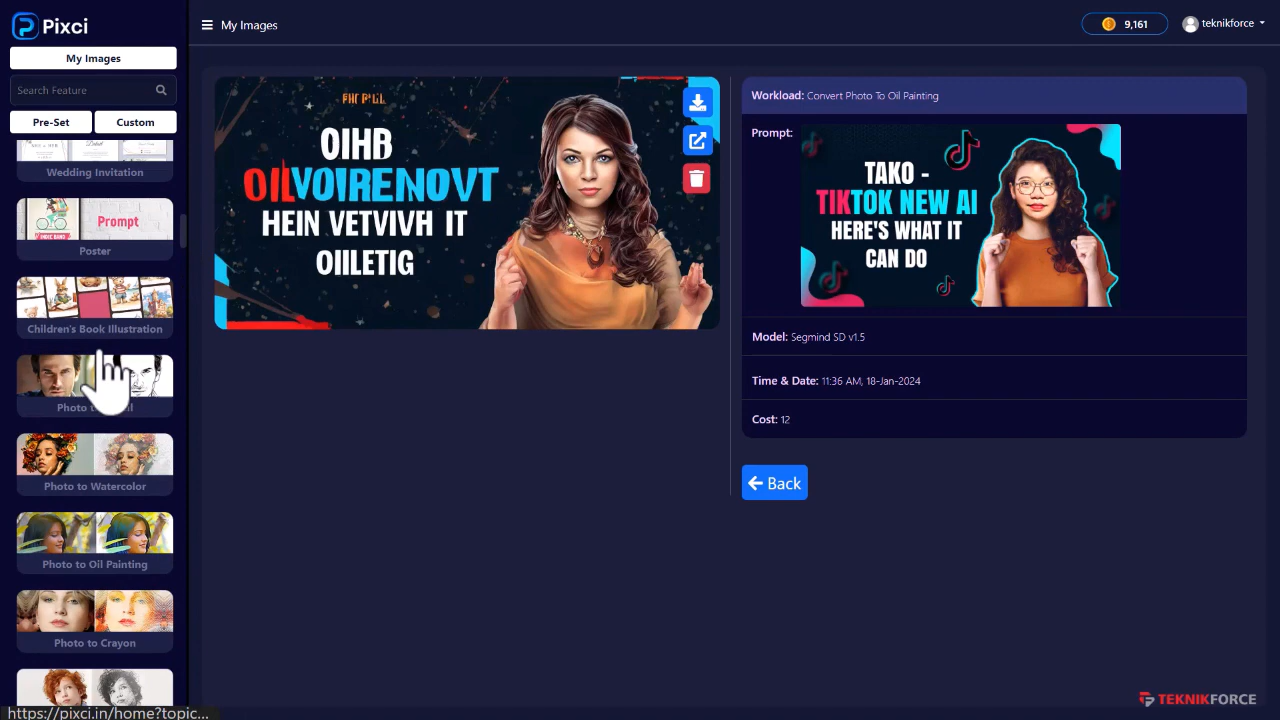 Pixci
My Images
9,161
teknikforce
My Images
Search Feature
Pre-Set
Custom
Wedding Invitation
Prompt
INDIE BAND
Poster
Children's Book Illustration
Photo
Photo to Watercolor
Photo to Oil Painting
Photo to Crayon
OIHB
OILVOIRENOVT
HEIN VETVIVH IT
OIILETIG
Workload: Convert Photo To Oil Painting
Prompt:
TAKO -
TIKTOK NEW AI
HERE'S WHAT IT
CAN DO
Model: Segmind SD v1.5
Time & Date: 11:36 AM, 18-Jan-2024
Cost: 12
Back
TEKNIKFORCE
https://pixci.in/home?topic...